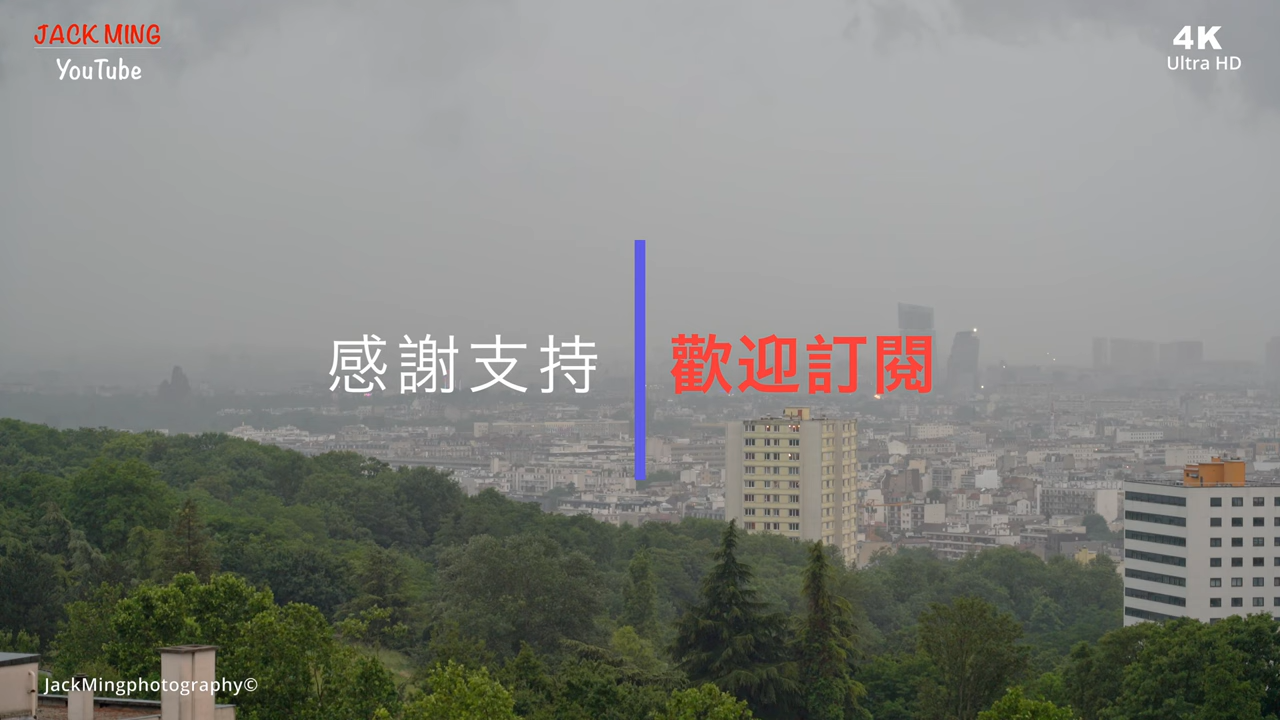 JACK MING
YouTube
4K
Ultra HD
感謝支持
歡迎訂閱
JackMingphotography©